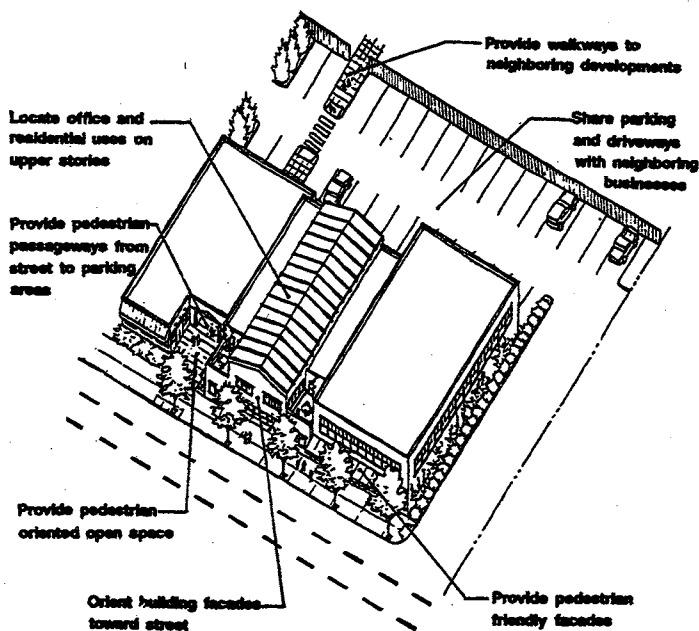 Provide walkways to
neighboring developments
Locate office and
residential uses on
upper stories
Share parking
and driveways
with neighboring
businesses
Provide pedestrian
passageways from
street to parking
areas
Provide pedestrian
oriented open space
Orient building facades
toward street
Provide pedestrian
friendly facades